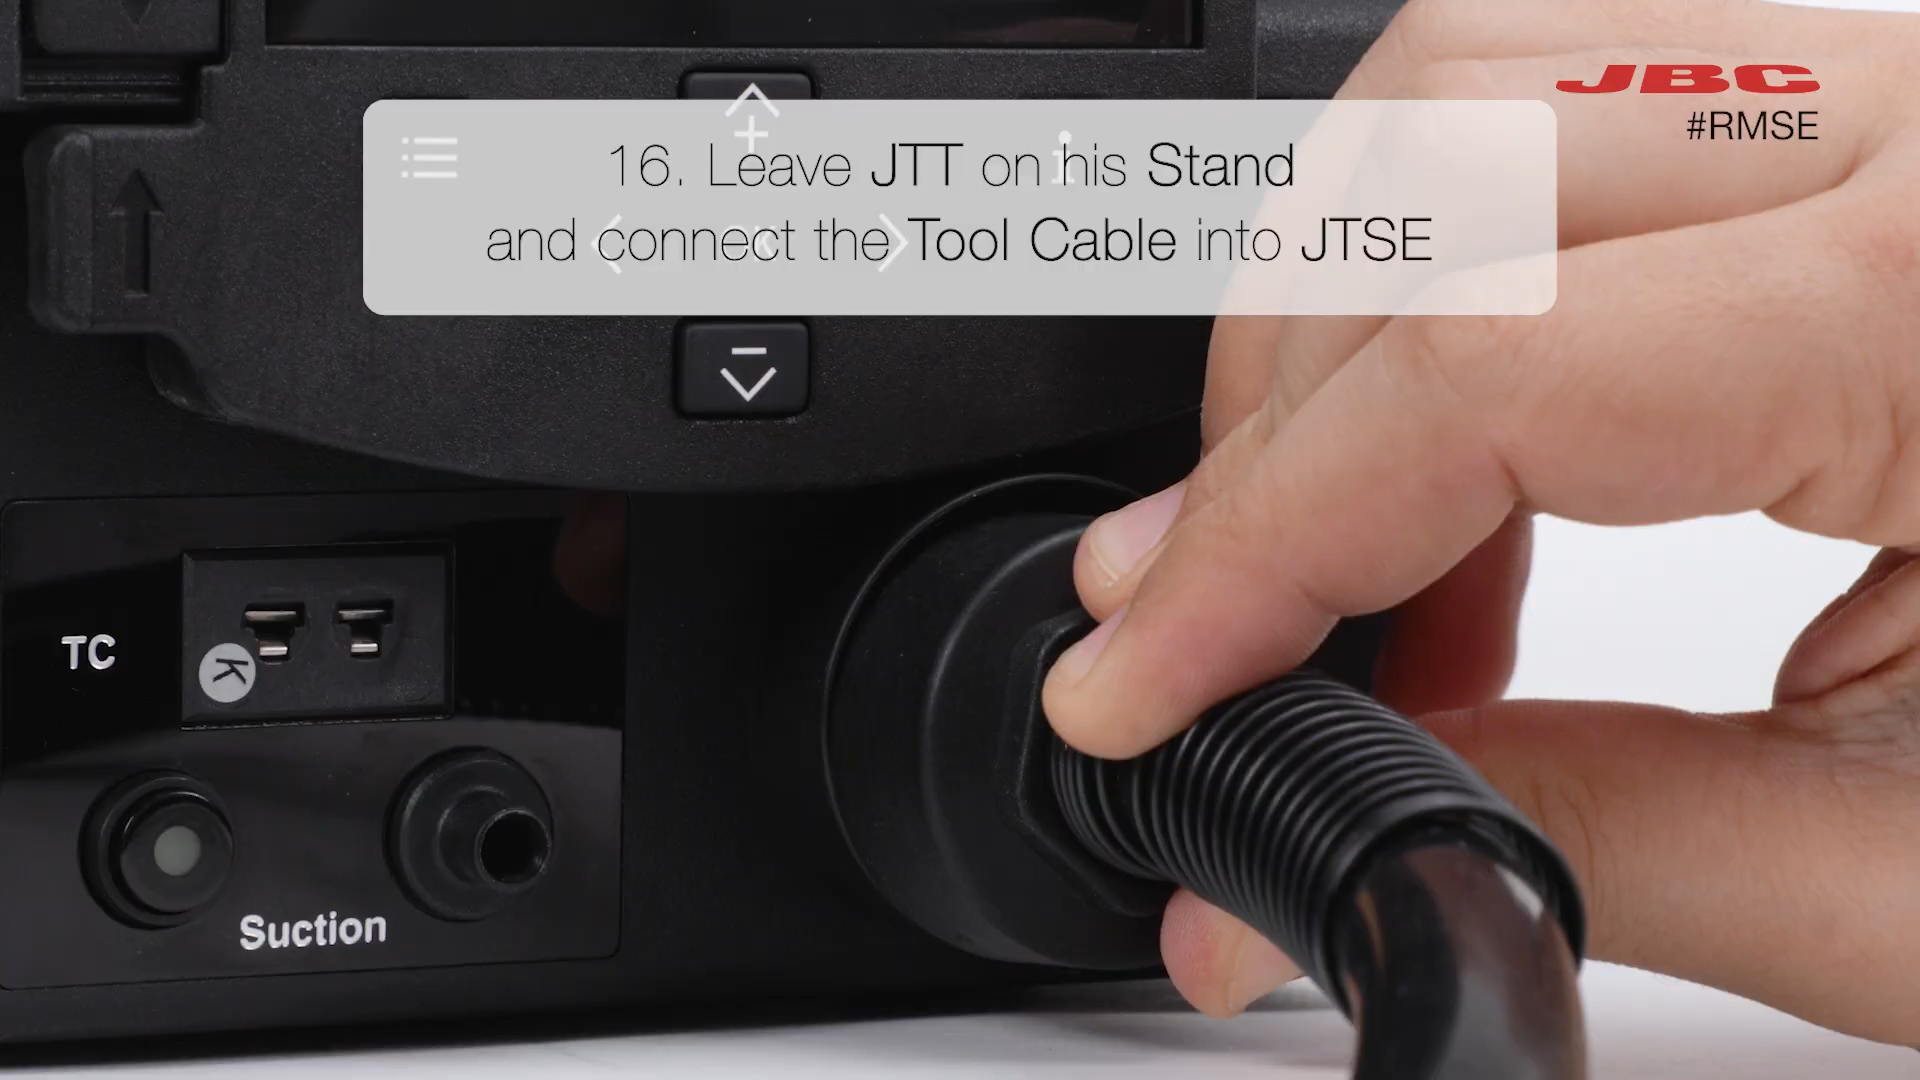 JBC
#RMSE
16. Leave JTT on his Stand
and connect the Tool Cable into JTSE
TC
K
Suction